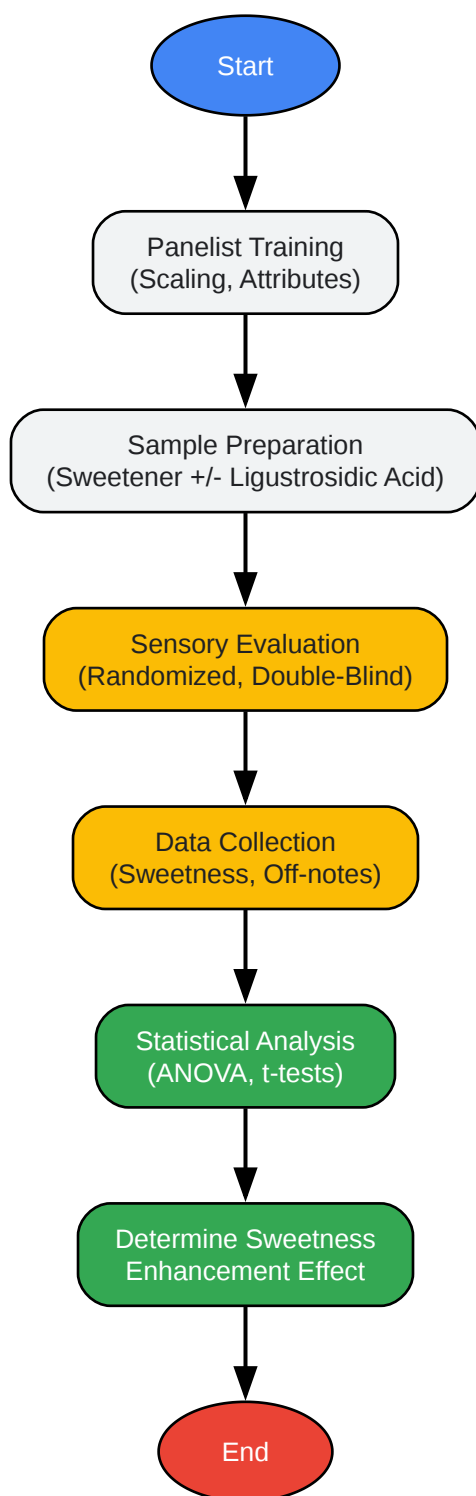 Start
Panelist Training
(Scaling, Attributes)
Sample Preparation
(Sweetener +/- Ligustrosidic Acid)
Sensory Evaluation
(Randomized, Double-Blind)
Data Collection
(Sweetness, Off-notes)
Statistical Analysis
(ANOVA, t-tests)
Determine Sweetness
Enhancement Effect
End